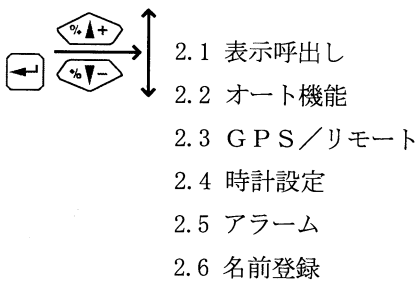 % ▲ +
% ▼ −
2.1 表示呼出し
2.2 オート機能
2.3 GPS／リモート
2.4 時計設定
2.5 アラーム
2.6 名前登録